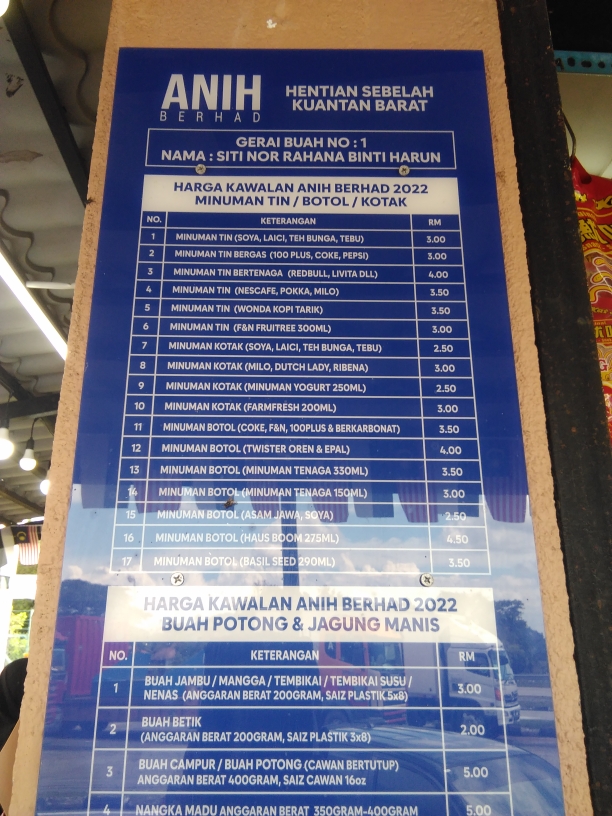 ANIH
BERHAD
HENTIAN SEBELAH
KUANTAN BARAT
GERAI BUAH NO : 1
NAMA : SITI NOR RAHANA BINTI HARUN
HARGA KAWALAN ANIH BERHAD 2022
MINUMAN TIN / BOTOL / KOTAK
NO. KETERANGAN RM
1 MINUMAN TIN (SOYA, LAICI, TEH BUNGA, TEBU) 3.00
2 MINUMAN TIN BERGAS (100 PLUS, COKE, PEPSI) 3.00
3 MINUMAN TIN BERTENAGA (REDBULL, LIVITA DLL) 4.00
4 MINUMAN TIN (NESCAFE, POKKA, MILO) 3.50
5 MINUMAN TIN (WONDA KOPI TARIK) 3.50
6 MINUMAN TIN (F&N FRUITREE 300ML) 3.00
7 MINUMAN KOTAK (SOYA, LAICI, TEH BUNGA, TEBU) 2.50
8 MINUMAN KOTAK (MILO, DUTCH LADY, RIBENA) 3.00
9 MINUMAN KOTAK (MINUMAN YOGURT 250ML) 2.50
10 MINUMAN KOTAK (FARMFRESH 200ML) 3.00
11 MINUMAN BOTOL (COKE, F&N, 100PLUS & BERKARBONAT) 3.50
12 MINUMAN BOTOL (TWISTER OREN & EPAL) 4.00
13 MINUMAN BOTOL (MINUMAN TENAGA 330ML) 3.50
14 MINUMAN BOTOL (MINUMAN TENAGA 150ML) 3.00
15 MINUMAN BOTOL (ASAM JAWA, SOYA) 2.50
16 MINUMAN BOTOL (HAUS BOOM 275ML) 4.50
17 MINUMAN BOTOL (BASIL SEED 290ML) 3.50
HARGA KAWALAN ANIH BERHAD 2022
BUAH POTONG & JAGUNG MANIS
NO. KETERANGAN RM
1 BUAH JAMBU / MANGGA / TEMBIKAI / TEMBIKAI SUSU /
NENAS (ANGGARAN BERAT 200GRAM, SAIZ PLASTIK 5x8) 3.00
2 BUAH BETIK
(ANGGARAN BERAT 200GRAM, SAIZ PLASTIK 3x8) 2.00
3 BUAH CAMPUR / BUAH POTONG (CAWAN BERTUTUP)
ANGGARAN BERAT 400GRAM, SAIZ CAWAN 16oz 5.00
4 NANGKA MADU ANGGARAN BERAT 350GRAM-400GRAM 5.00